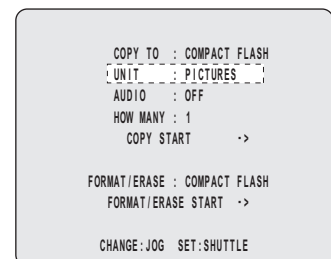 COPY TO : COMPACT FLASH
UNIT : PICTURES
AUDIO : OFF
HOW MANY : 1
COPY START ->
FORMAT/ERASE : COMPACT FLASH
FORMAT/ERASE START ->
CHANGE:JOG SET:SHUTTLE